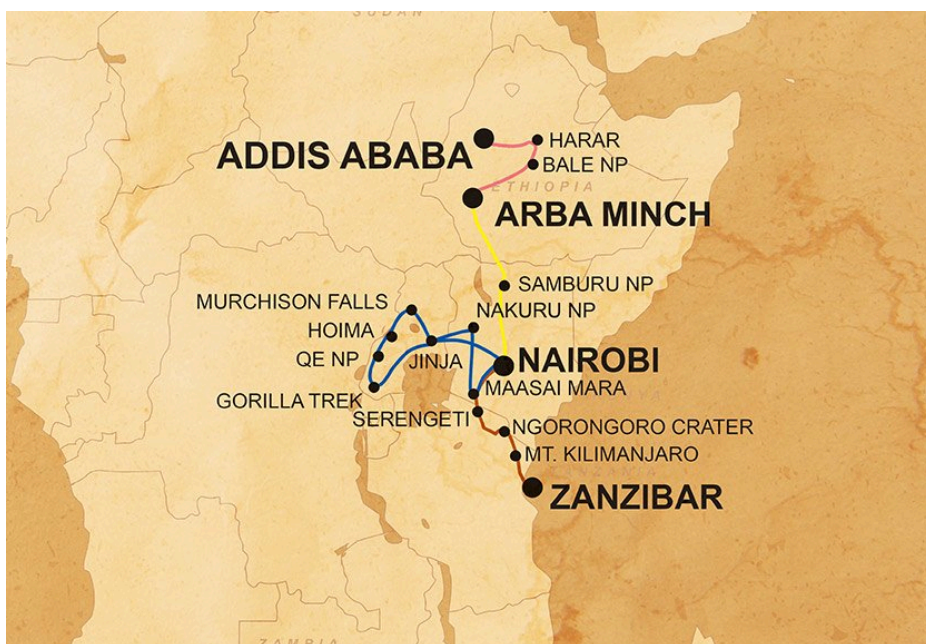 SUDAN
HARAR
ADDIS ABABA
BALE NP
ETHIOPIA
ARBA MINCH
SAMBURU NP
MURCHISON FALLS
NAKURU NP
HOIMA
QE NP
JINJA
NAIROBI
MAASAI MARA
GORILLA TREK
SERENGETI
NGORONGORO CRATER
MT. KILIMANJARO
ZANZIBAR
ZAMBIA